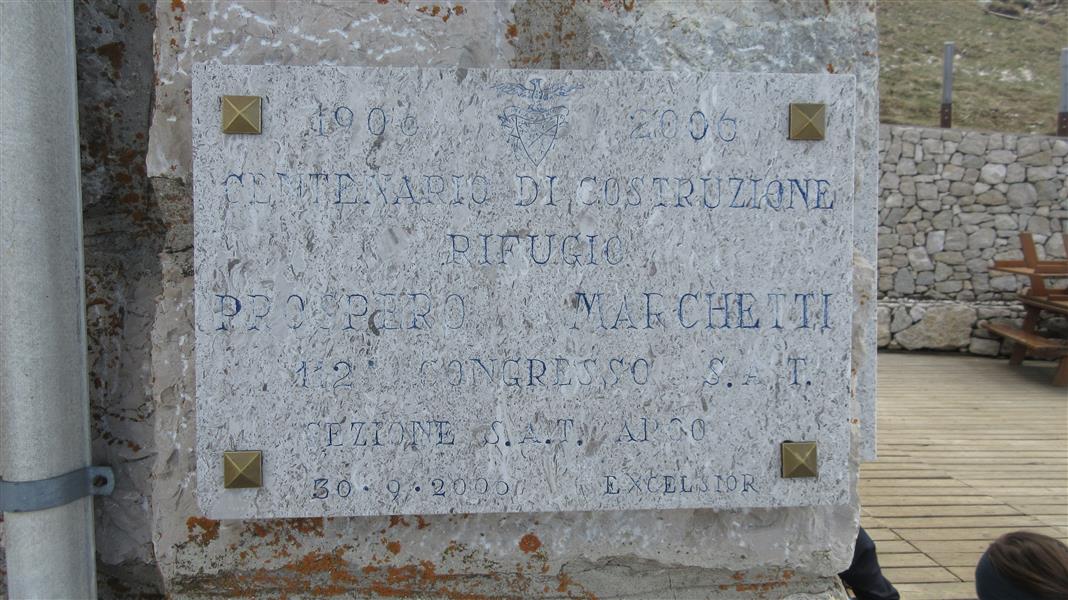 1906 2006
CENTENARIO DI COSTRUZIONE
RIFUGIO
PROSPERO MARCHETTI
112° CONGRESSO S.A.T.
SEZIONE S.A.T. ARCO
30.9.2006 EXCELSIOR